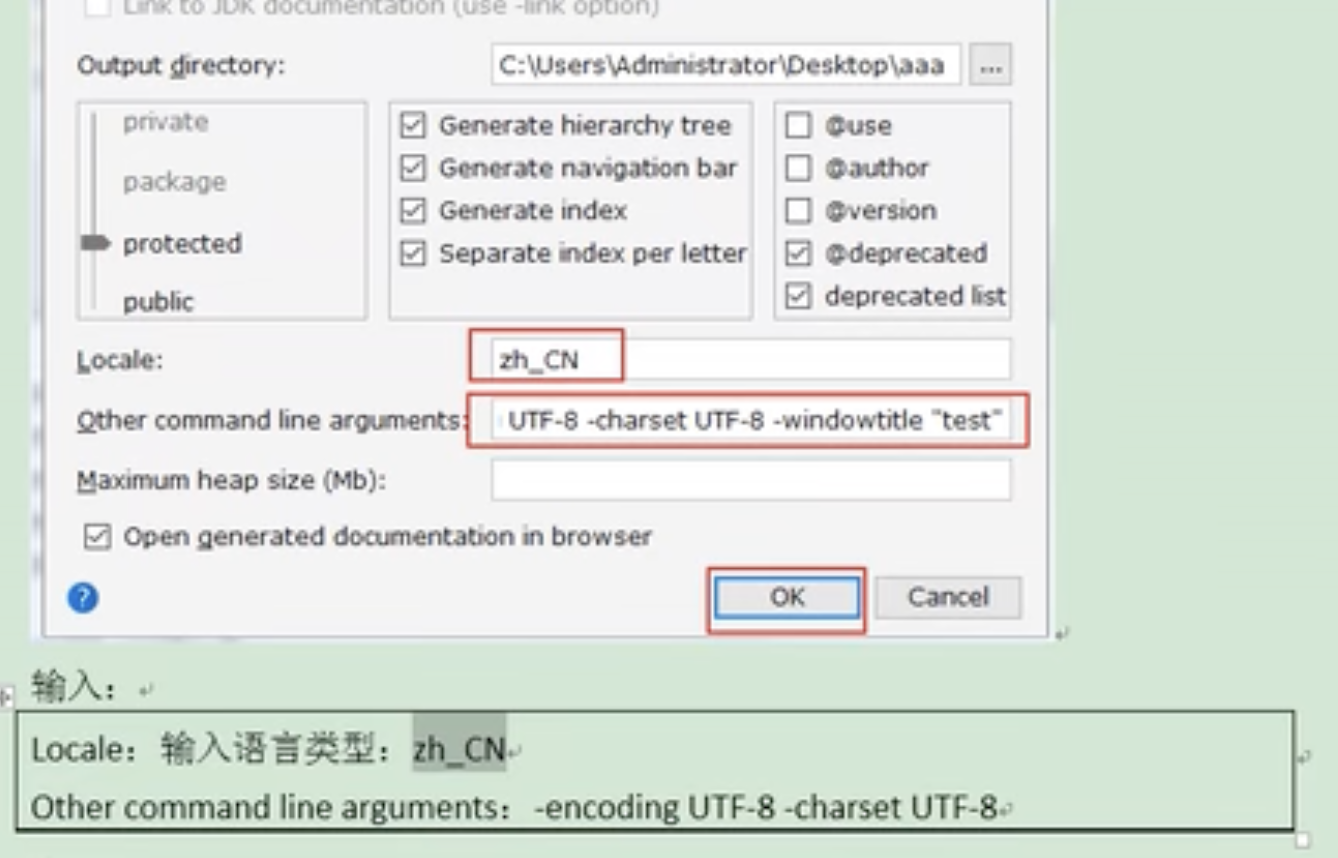 Link to JDK documentation (use -link option)
Output directory:
C:\Users\Administrator\Desktop\aaa
...
private
package
protected
public
Generate hierarchy tree
Generate navigation bar
Generate index
Separate index per letter
@use
@author
@version
@deprecated
deprecated list
Locale:
zh_CN
Other command line arguments:
UTF-8 -charset UTF-8 -windowtitle "test"
Maximum heap size (Mb):
Open generated documentation in browser
?
OK
Cancel
输入：
Locale：输入语言类型：zh_CN
Other command line arguments：-encoding UTF-8 -charset UTF-8